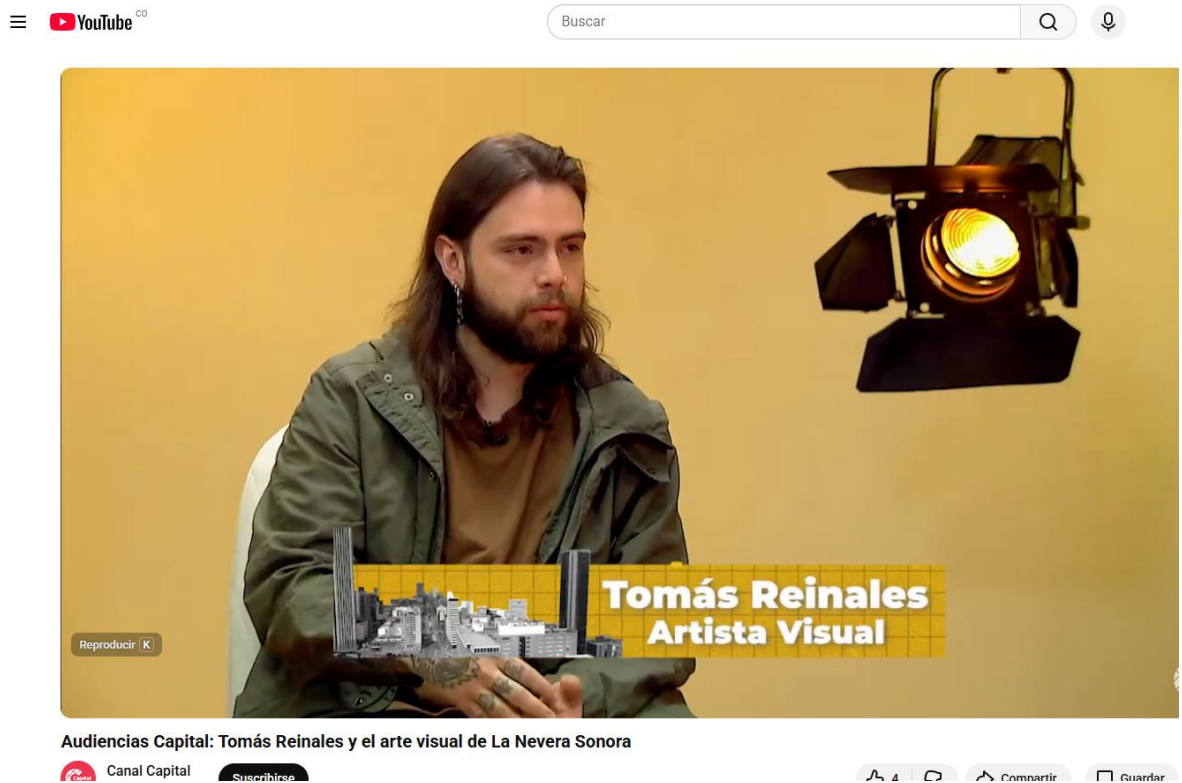 YouTube CO
Buscar
Tomás Reinales
Artista Visual
Reproducir K
Audiencias Capital: Tomás Reinales y el arte visual de La Nevera Sonora
Capital
Canal Capital
Suscribirse
4
Compartir
Guardar